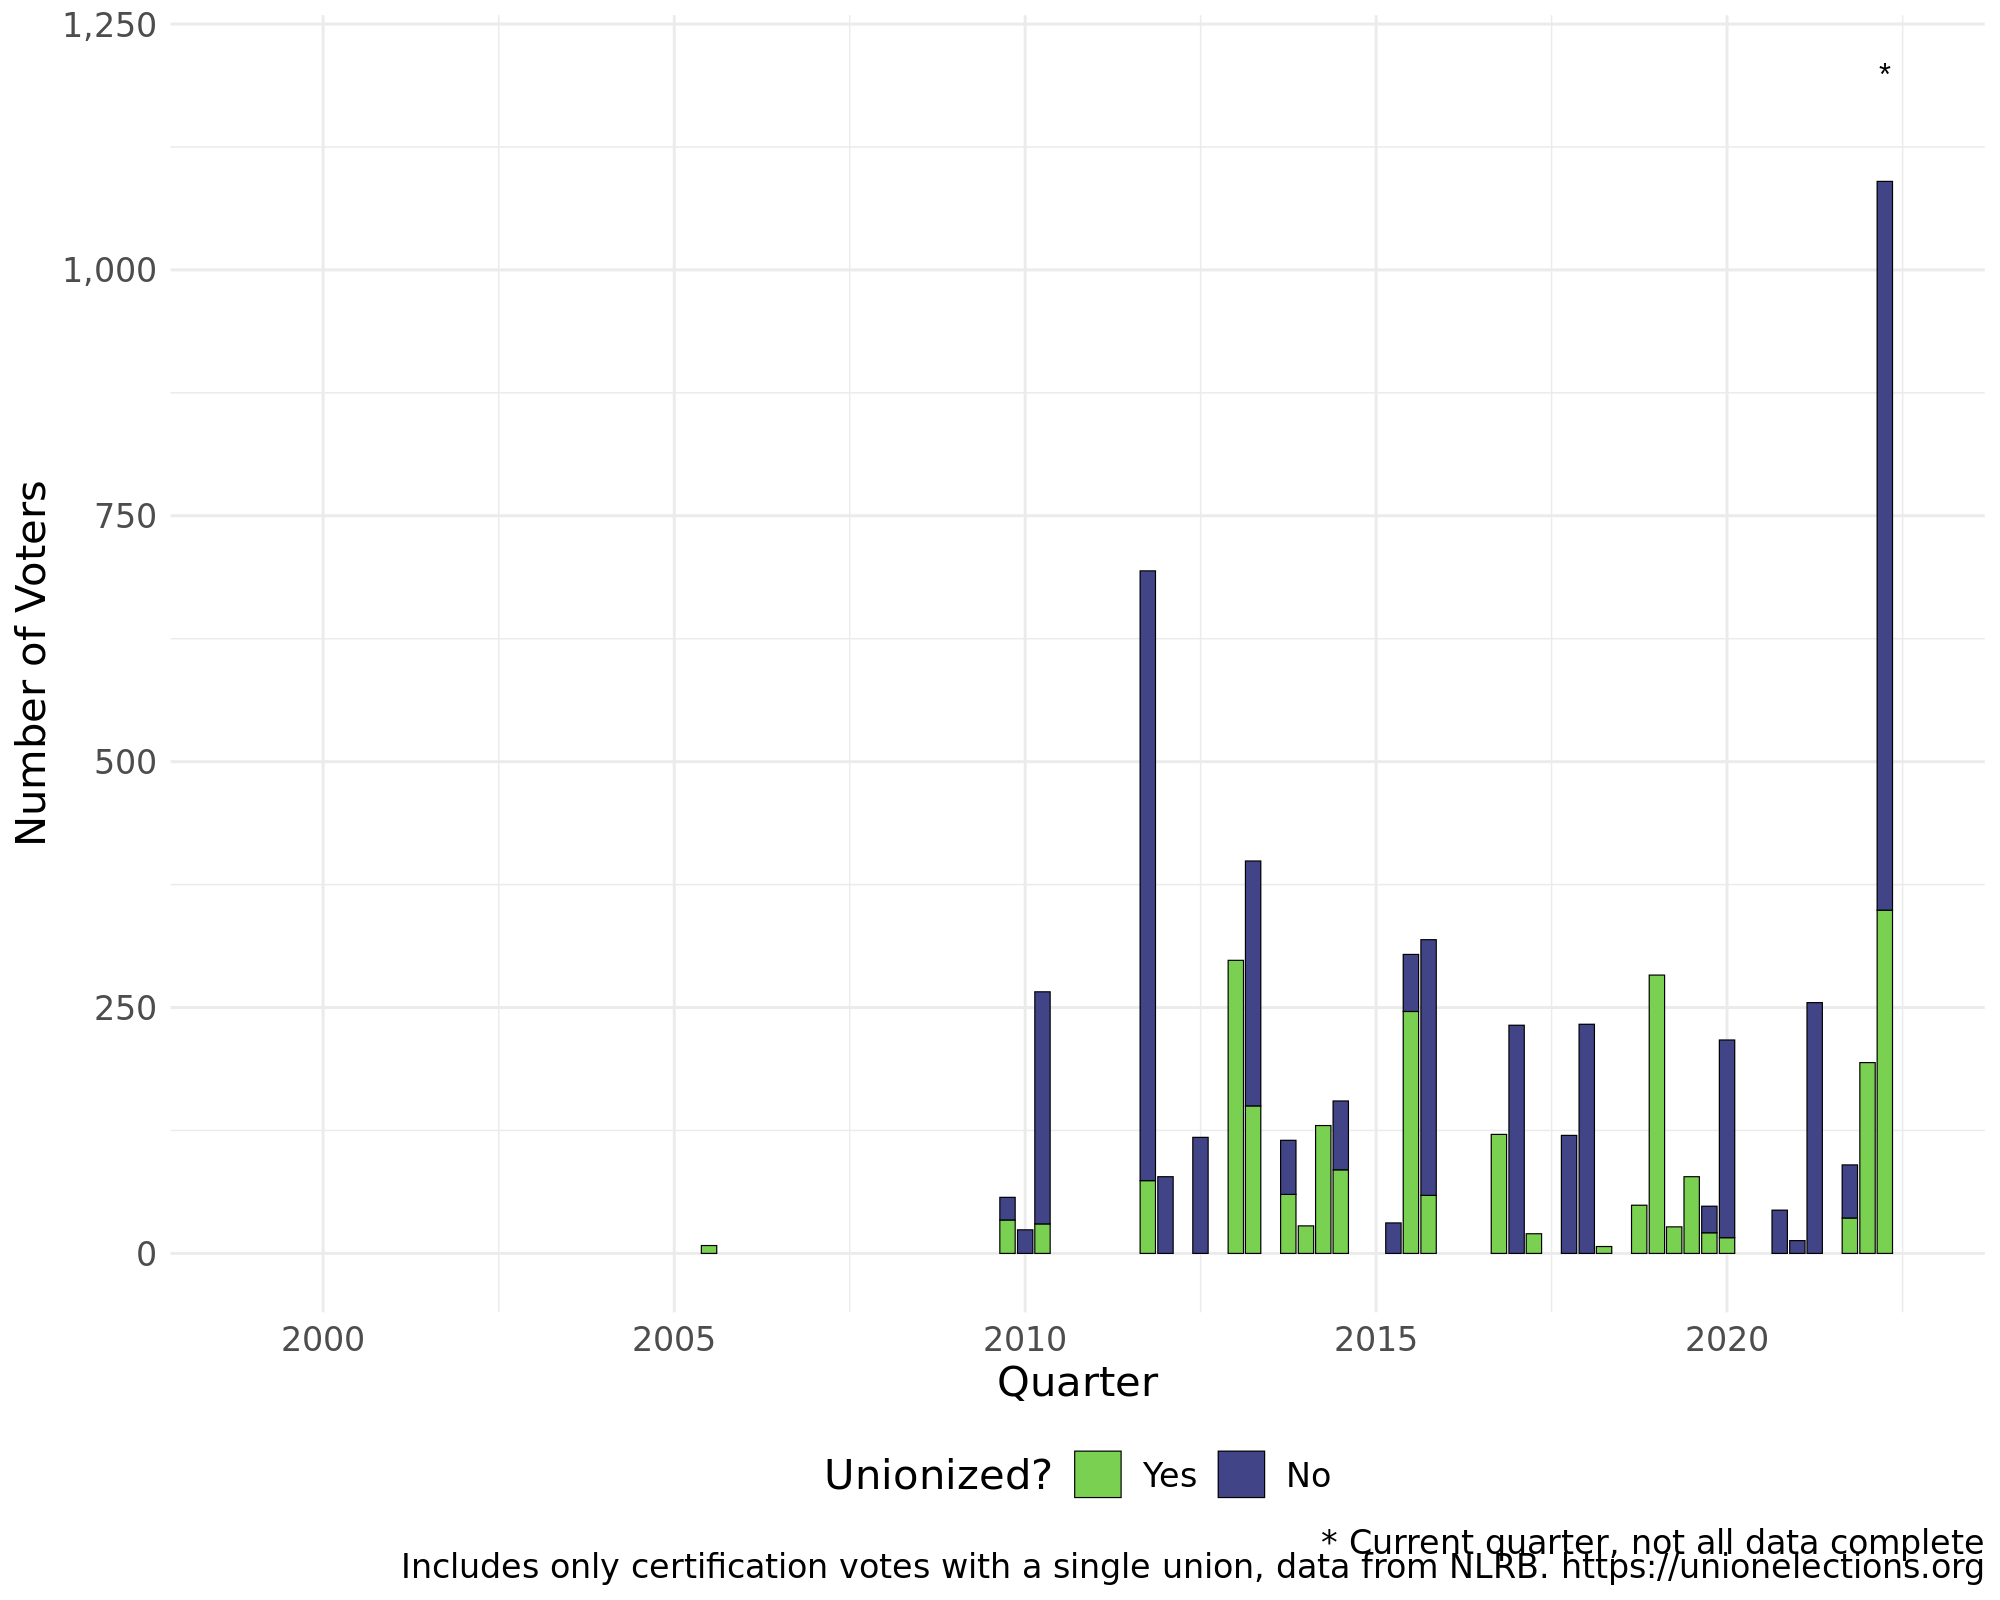 1,250
*
1,000
750
500
250
0
Number of Voters
2000 2005 2010 2015 2020
Quarter
Unionized? Yes No
* Current quarter, not all data complete
Includes only certification votes with a single union, data from NLRB. https://unionelections.org